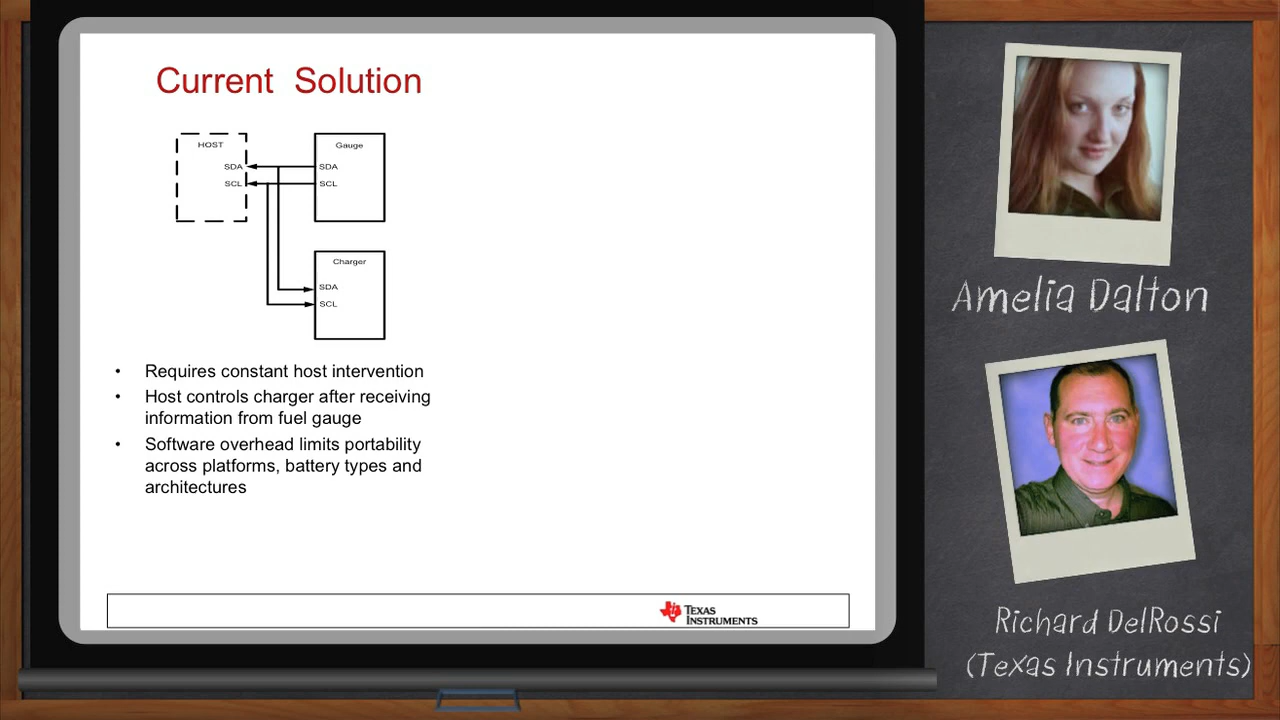 Current Solution
HOST
SDA
SCL
Gauge
SDA
SCL
Charger
SDA
SCL
• Requires constant host intervention
• Host controls charger after receiving
information from fuel gauge
• Software overhead limits portability
across platforms, battery types and
architectures
TEXAS
INSTRUMENTS
Amelia Dalton
Richard DelRossi
(Texas Instruments)